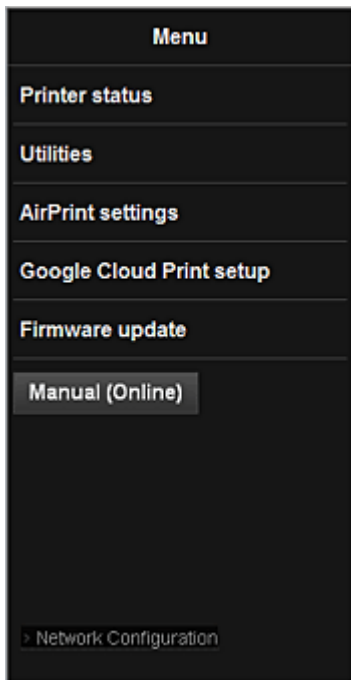 Menu
Printer status
Utilities
AirPrint settings
Google Cloud Print setup
Firmware update
Manual (Online)
› Network Configuration